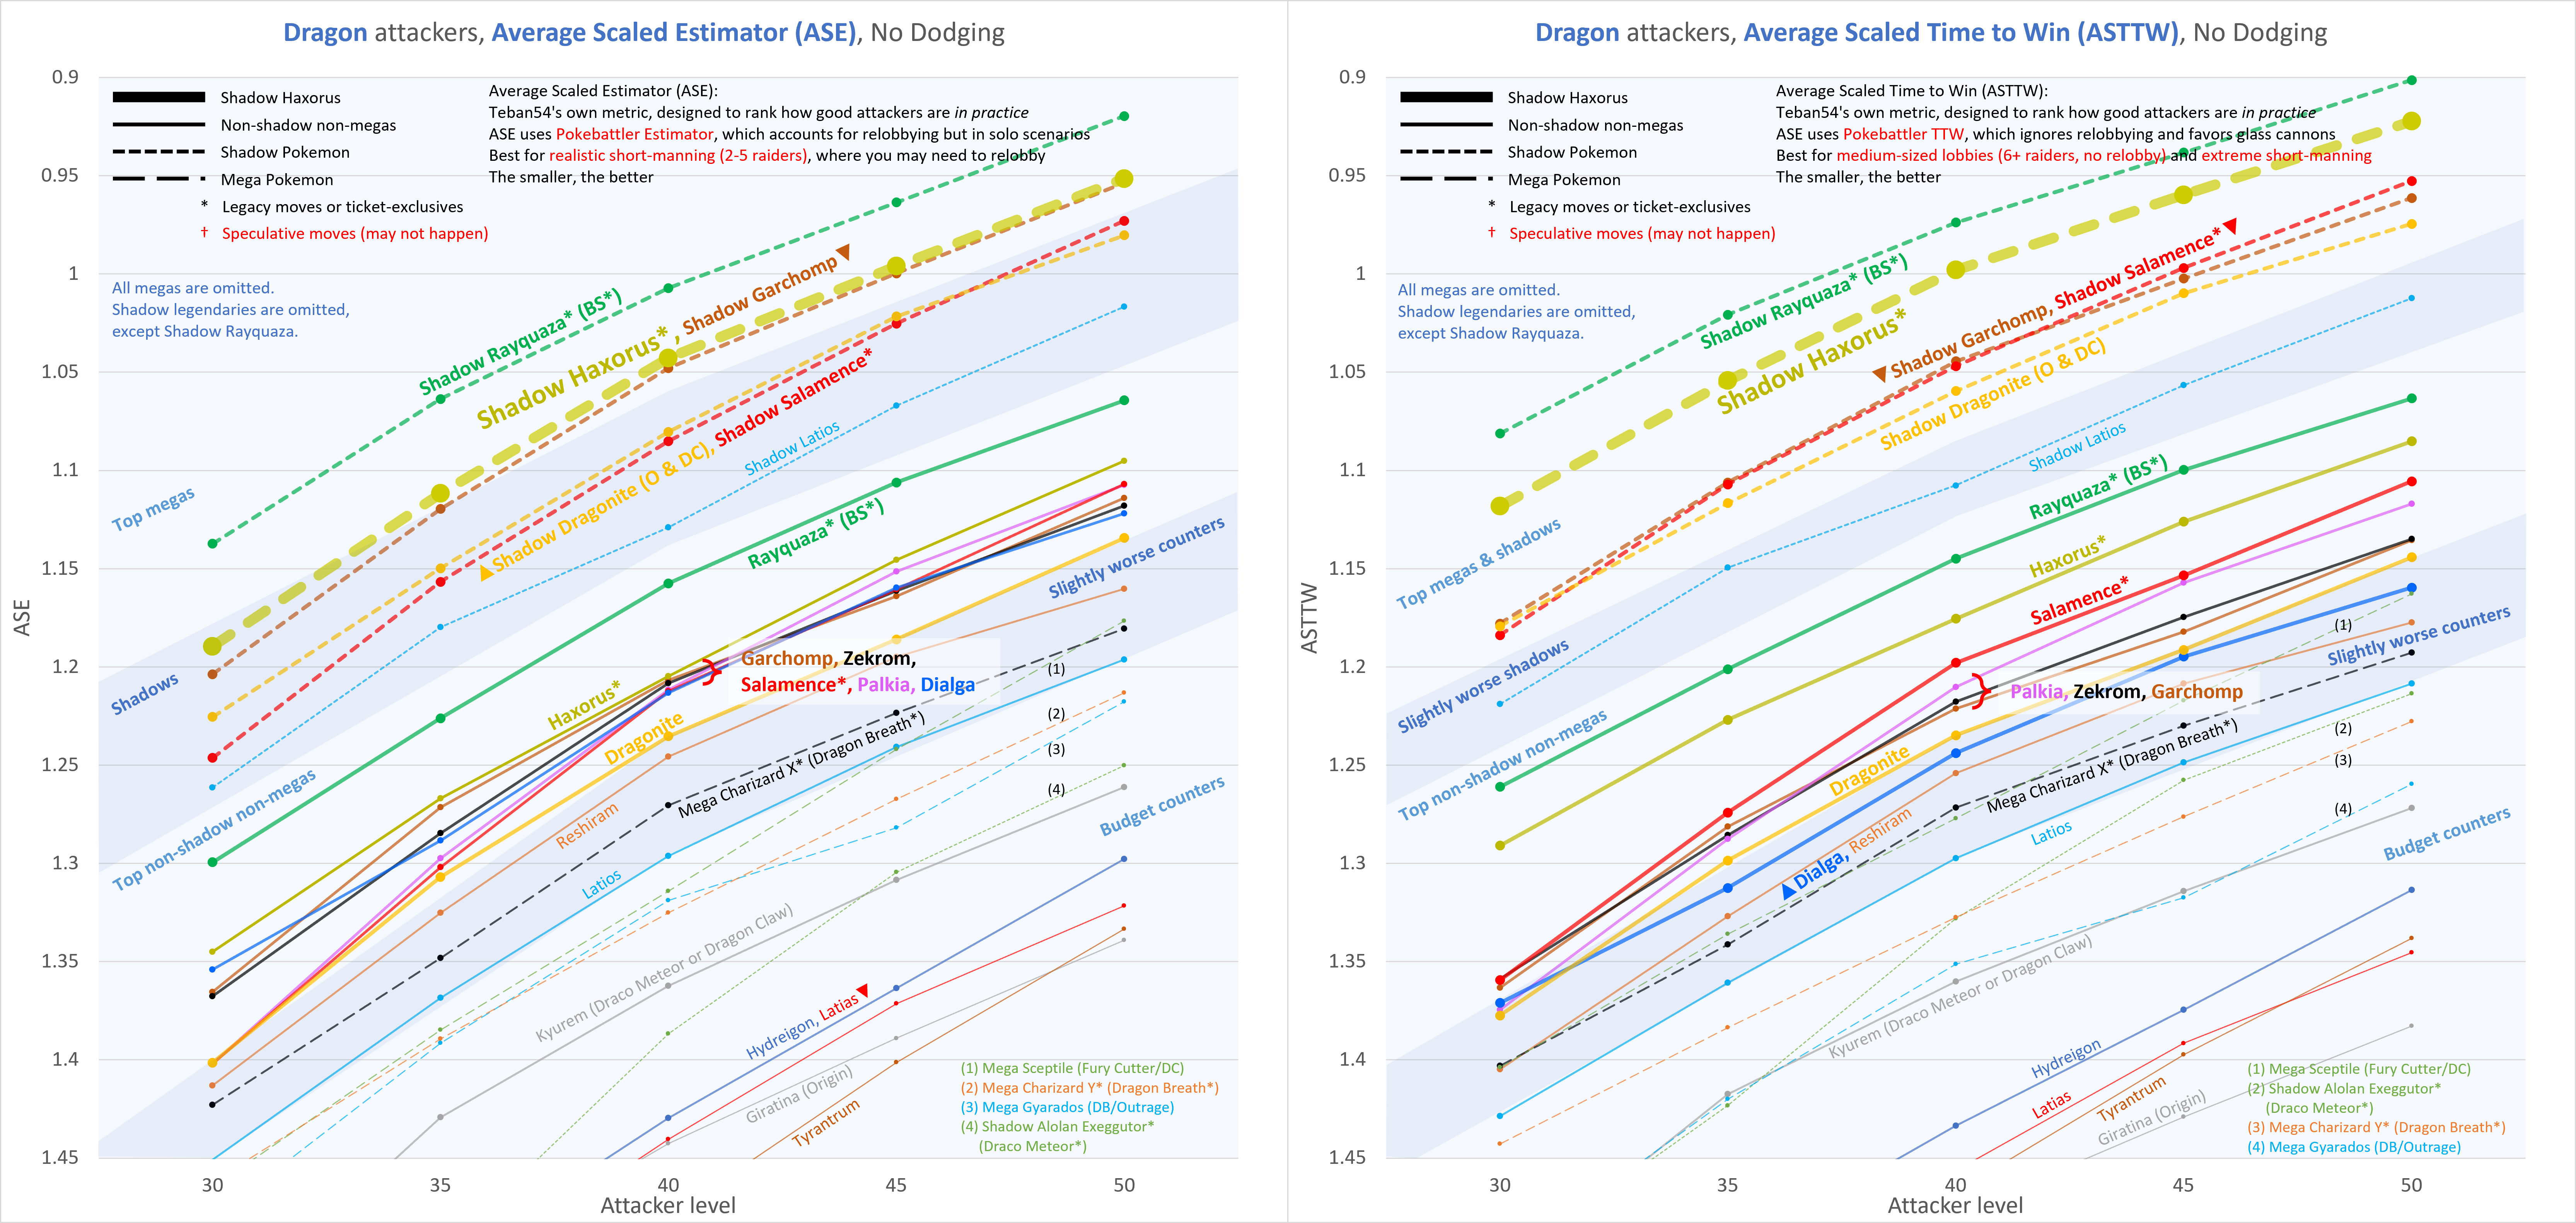 Dragon attackers, Average Scaled Estimator (ASE), No Dodging
0.9
0.95
1
1.05
1.1
1.15
1.2
1.25
1.3
1.35
1.4
1.45
ASE
30
35
40
45
50
Attacker level
Shadow Haxorus
Non-shadow non-megas
Shadow Pokemon
Mega Pokemon
* Legacy moves or ticket-exclusives
† Speculative moves (may not happen)
Average Scaled Estimator (ASE):
Teban54's own metric, designed to rank how good attackers are in practice
ASE uses Pokebattler Estimator, which accounts for relobbying but in solo scenarios
Best for realistic short-manning (2-5 raiders), where you may need to relobby
The smaller, the better
All megas are omitted.
Shadow legendaries are omitted,
except Shadow Rayquaza.
Shadow Rayquaza* (BS*)
Shadow Haxorus*, Shadow Garchomp
Shadow Dragonite (O & DC), Shadow Salamence*
Shadow Latios
Top megas
Shadows
Top non-shadow non-megas
Rayquaza* (BS*)
Slightly worse counters
Haxorus*
Garchomp, Zekrom,
Salamence*, Palkia, Dialga
Dragonite
Reshiram
Mega Charizard X* (Dragon Breath*)
Latios
(1)
(2)
(3)
(4)
Budget counters
Kyurem (Draco Meteor or Dragon Claw)
Hydreigon, Latias
Giratina (Origin)
Tyrantrum
(1) Mega Sceptile (Fury Cutter/DC)
(2) Mega Charizard Y* (Dragon Breath*)
(3) Mega Gyarados (DB/Outrage)
(4) Shadow Alolan Exeggutor*
(Draco Meteor*)
Dragon attackers, Average Scaled Time to Win (ASTTW), No Dodging
0.9
0.95
1
1.05
1.1
1.15
1.2
1.25
1.3
1.35
1.4
1.45
ASTTW
30
35
40
45
50
Attacker level
Shadow Haxorus
Non-shadow non-megas
Shadow Pokemon
Mega Pokemon
* Legacy moves or ticket-exclusives
† Speculative moves (may not happen)
Average Scaled Time to Win (ASTTW):
Teban54's own metric, designed to rank how good attackers are in practice
ASE uses Pokebattler TTW, which ignores relobbying and favors glass cannons
Best for medium-sized lobbies (6+ raiders, no relobby) and extreme short-manning
The smaller, the better
All megas are omitted.
Shadow legendaries are omitted,
except Shadow Rayquaza.
Shadow Rayquaza* (BS*)
Shadow Haxorus*
Shadow Garchomp, Shadow Salamence*
Shadow Dragonite (O & DC)
Shadow Latios
Top megas & shadows
Slightly worse shadows
Top non-shadow non-megas
Rayquaza* (BS*)
Haxorus*
Salamence*
Palkia, Zekrom, Garchomp
Slightly worse counters
Dragonite
Dialga, Reshiram
Mega Charizard X* (Dragon Breath*)
Latios
(1)
(2)
(3)
(4)
Budget counters
Kyurem (Draco Meteor or Dragon Claw)
Hydreigon
Latias
Tyrantrum
Giratina (Origin)
(1) Mega Sceptile (Fury Cutter/DC)
(2) Shadow Alolan Exeggutor*
(Draco Meteor*)
(3) Mega Charizard Y* (Dragon Breath*)
(4) Mega Gyarados (DB/Outrage)